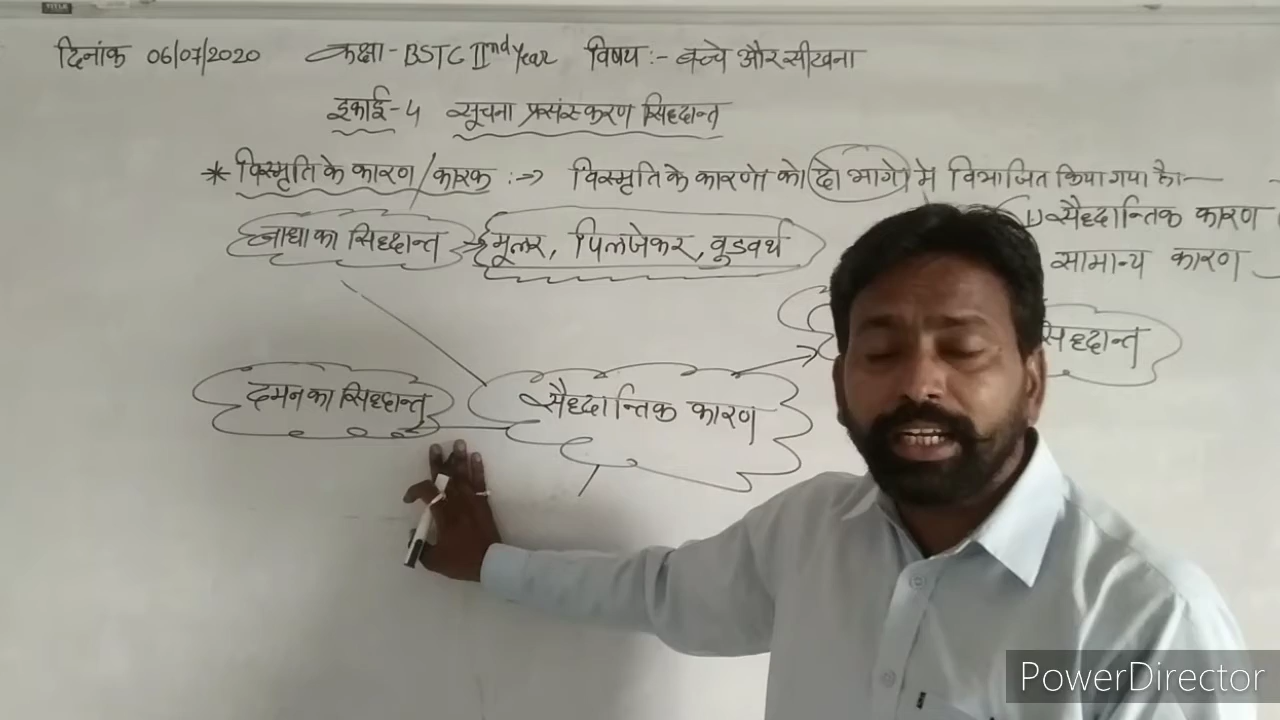 दिनांक 06/07/2020 कक्षा - BSTC IInd Year विषय :- बच्चे और सीखना
इकाई - 4 सूचना प्रसंस्करण सिद्धान्त
* विस्मृति के कारण / कारक :-> विस्मृति के कारणों को दो भागों में विभाजित किया गया है।—
1) सैद्धान्तिक कारण
सामान्य कारण
बाधा का सिद्धान्त -> मूलर, पिलजेकर, वुडवर्थ
सिद्धान्त
दमन का सिद्धान्त
सैद्धान्तिक कारण
PowerDirector